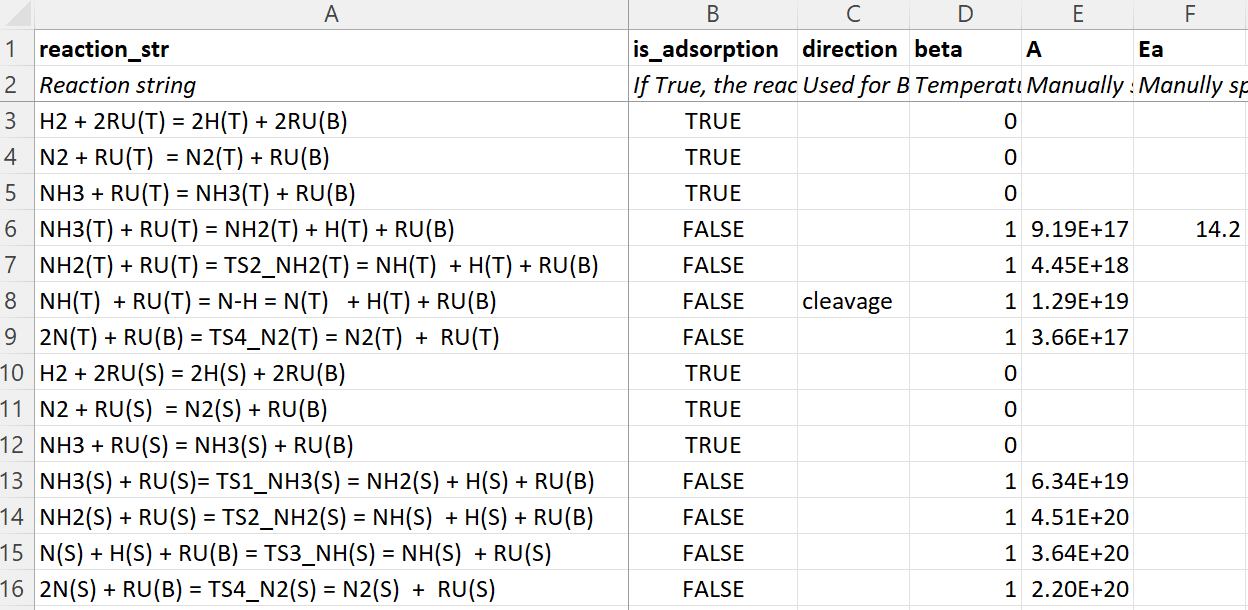 A B C D E F
1 reaction_str is_adsorption direction beta A Ea
2 Reaction string If True, the reac Used for B Temperatu Manually s Manully sp
3 H2 + 2RU(T) = 2H(T) + 2RU(B) TRUE 0
4 N2 + RU(T)  = N2(T) + RU(B) TRUE 0
5 NH3 + RU(T) = NH3(T) + RU(B) TRUE 0
6 NH3(T) + RU(T) = NH2(T) + H(T) + RU(B) FALSE 1 9.19E+17 14.2
7 NH2(T) + RU(T) = TS2_NH2(T) = NH(T)  + H(T) + RU(B) FALSE 1 4.45E+18
8 NH(T)  + RU(T) = N-H = N(T)   + H(T) + RU(B) FALSE cleavage 1 1.29E+19
9 2N(T) + RU(B) = TS4_N2(T) = N2(T)  +  RU(T) FALSE 1 3.66E+17
10 H2 + 2RU(S) = 2H(S) + 2RU(B) TRUE 0
11 N2 + RU(S)  = N2(S) + RU(B) TRUE 0
12 NH3 + RU(S) = NH3(S) + RU(B) TRUE 0
13 NH3(S) + RU(S)= TS1_NH3(S) = NH2(S) + H(S) + RU(B) FALSE 1 6.34E+19
14 NH2(S) + RU(S) = TS2_NH2(S) = NH(S)  + H(S) + RU(B) FALSE 1 4.51E+20
15 N(S) + H(S) + RU(B) = TS3_NH(S) = NH(S)  + RU(S) FALSE 1 3.64E+20
16 2N(S) + RU(B) = TS4_N2(S) = N2(S)  +  RU(S) FALSE 1 2.20E+20